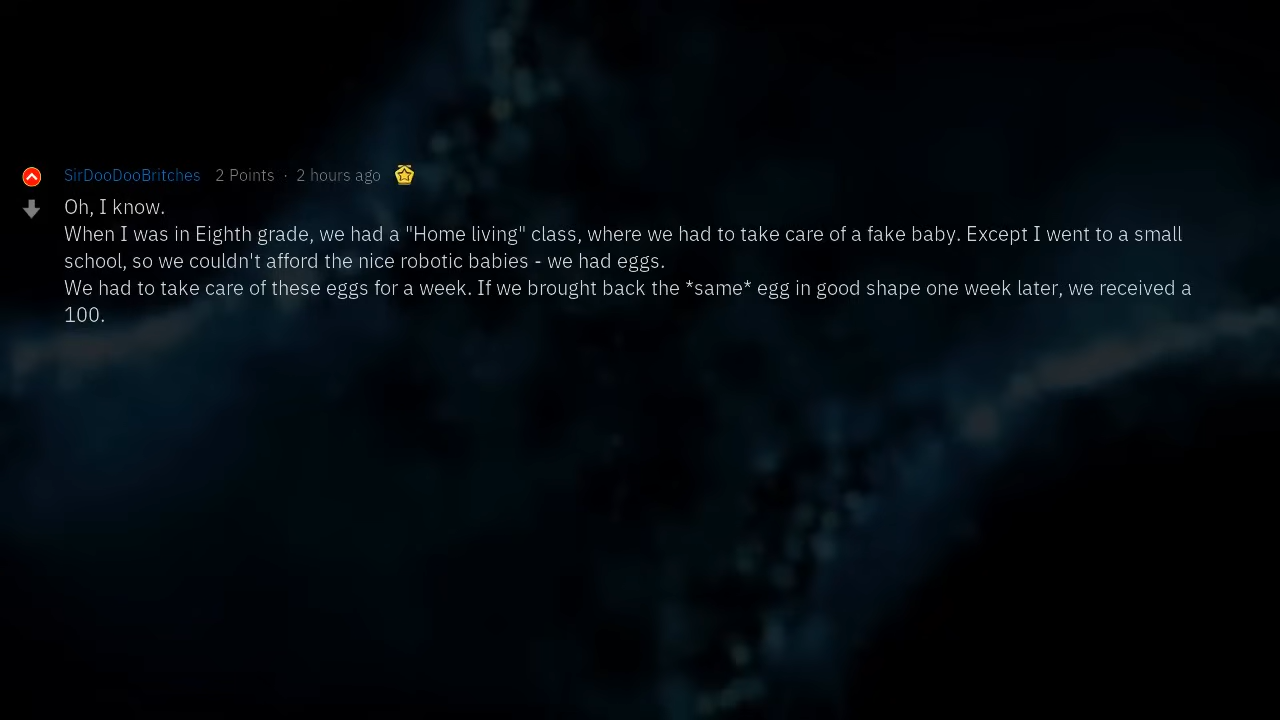 SirDooDooBritches 2 Points · 2 hours ago
Oh, I know.
When I was in Eighth grade, we had a "Home living" class, where we had to take care of a fake baby. Except I went to a small
school, so we couldn't afford the nice robotic babies - we had eggs.
We had to take care of these eggs for a week. If we brought back the *same* egg in good shape one week later, we received a
100.